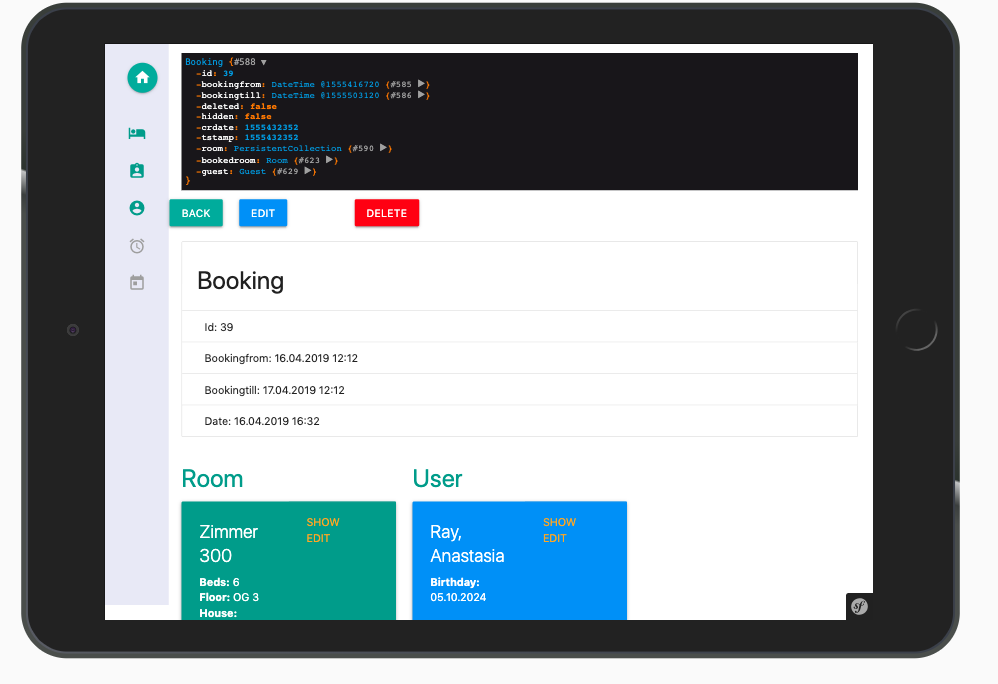 Booking {#588 ▼
-id: 39
-bookingfrom: DateTime @1555416720 {#585 ▶}
-bookingtill: DateTime @1555503120 {#586 ▶}
-deleted: false
-hidden: false
-crdate: 1555432352
-tstamp: 1555432352
-room: PersistentCollection {#590 ▶}
-bookedroom: Room {#623 ▶}
-guest: Guest {#629 ▶}
}
BACK EDIT DELETE
Booking
Id: 39
Bookingfrom: 16.04.2019 12:12
Bookingtill: 17.04.2019 12:12
Date: 16.04.2019 16:32
Room
Zimmer 
300
SHOW
EDIT
Beds: 6
Floor: OG 3
House:
User
Ray,
Anastasia
SHOW
EDIT
Birthday:
05.10.2024
sf